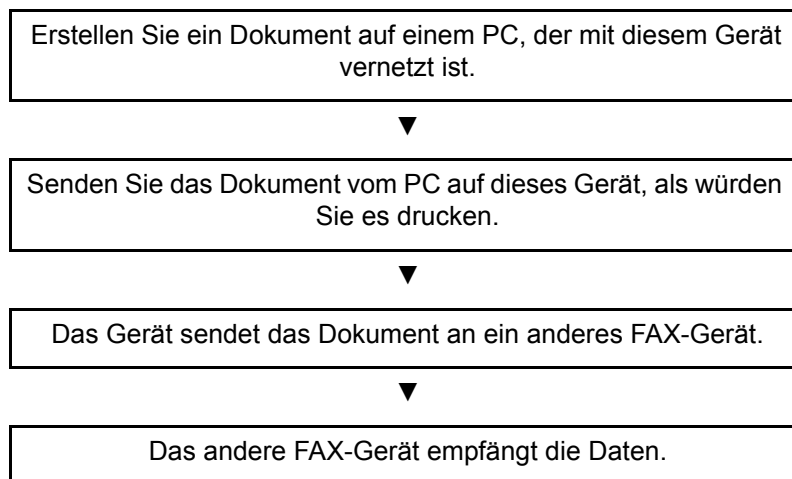 Erstellen Sie ein Dokument auf einem PC, der mit diesem Gerät
vernetzt ist.
▼
Senden Sie das Dokument vom PC auf dieses Gerät, als würden
Sie es drucken.
▼
Das Gerät sendet das Dokument an ein anderes FAX-Gerät.
▼
Das andere FAX-Gerät empfängt die Daten.